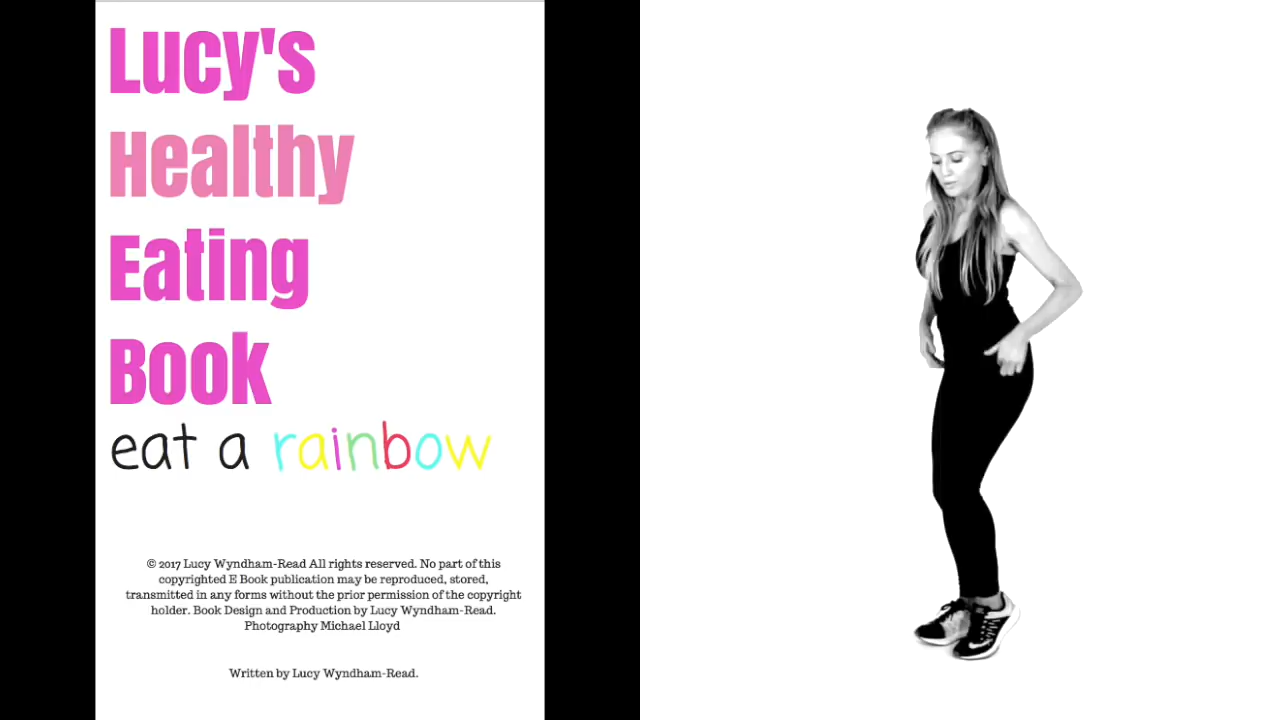 Lucy's
Healthy
Eating
Book
eat a rainbow
© 2017 Lucy Wyndham-Read All rights reserved. No part of this
copyrighted E Book publication may be reproduced, stored,
transmitted in any forms without the prior permission of the copyright
holder. Book Design and Production by Lucy Wyndham-Read.
Photography Michael Lloyd
Written by Lucy Wyndham-Read.